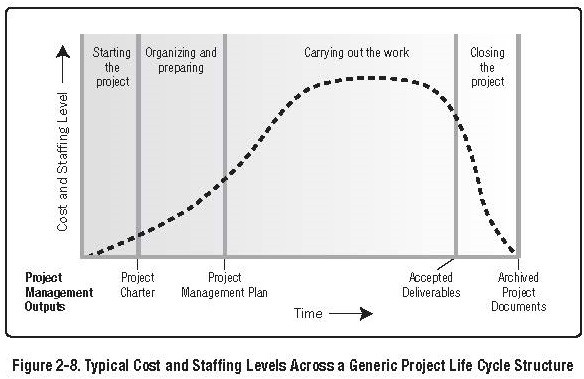 Starting
the
project
Organizing and
preparing
Carrying out the work
Closing
the
project
Cost and Staffing Level
Project
Management
Outputs
Project
Charter
Project
Management Plan
Accepted
Deliverables
Archived
Project
Documents
Time
Figure 2-8. Typical Cost and Staffing Levels Across a Generic Project Life Cycle Structure